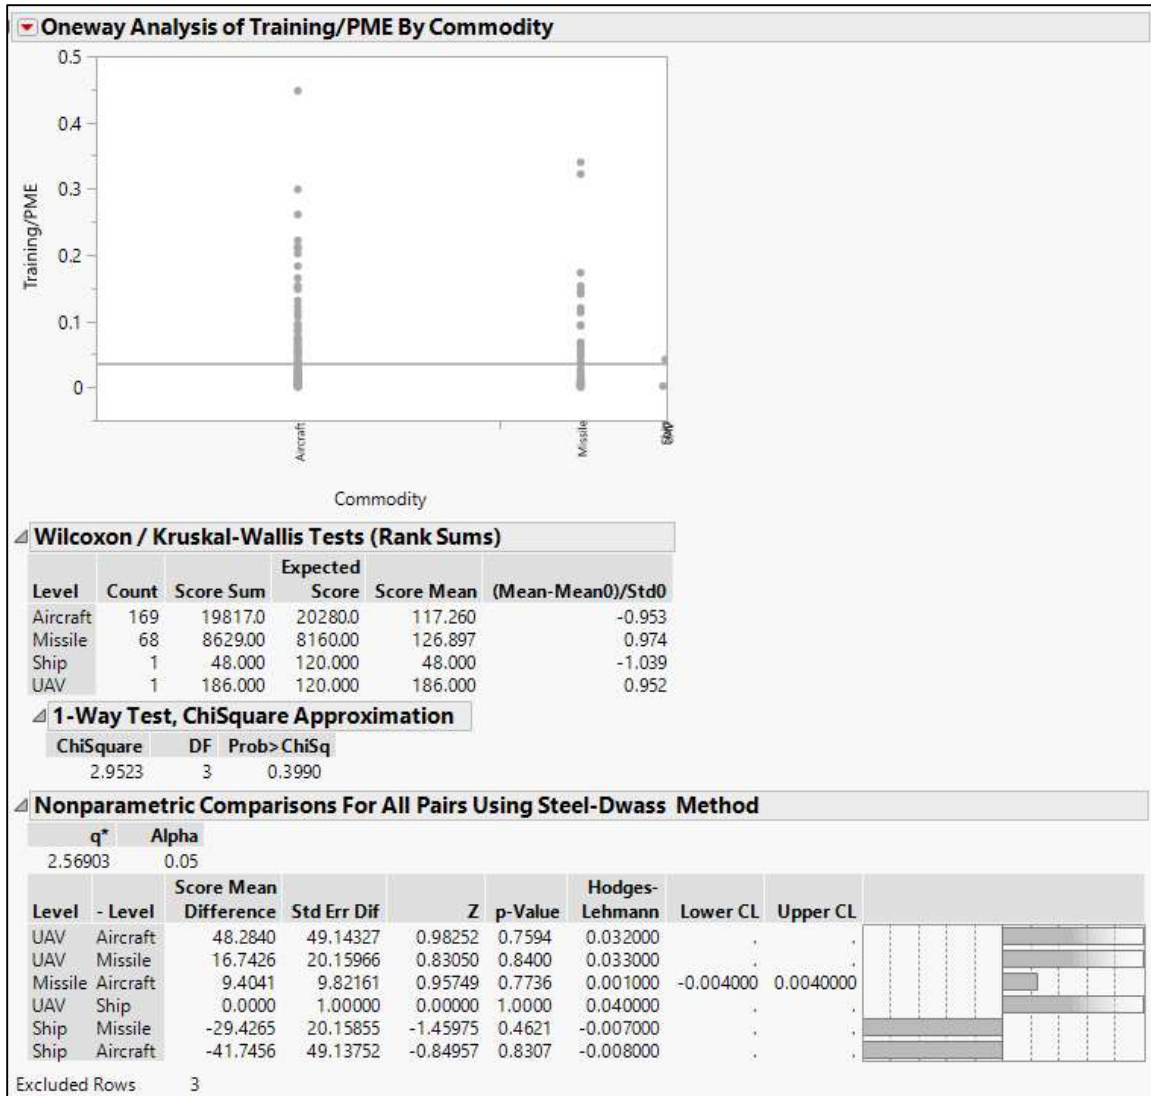 Oneway Analysis of Training/PME By Commodity
0.5
0.4
0.3
0.2
0.1
0
Training/PME
Aircraft
Missile
Commodity
Wilcoxon / Kruskal-Wallis Tests (Rank Sums)
Expected
Level Count Score Sum Score Score Mean (Mean-Mean0)/Std0
Aircraft 169 19817.0 20280.0 117.260 -0.953
Missile 68 8629.00 8160.00 126.897 0.974
Ship 1 48.000 120.000 48.000 -1.039
UAV 1 186.000 120.000 186.000 0.952
1-Way Test, ChiSquare Approximation
ChiSquare DF Prob>ChiSq
2.9523 3 0.3990
Nonparametric Comparisons For All Pairs Using Steel-Dwass Method
q* Alpha
2.56903 0.05
Score Mean Hodges-
Level - Level Difference Std Err Dif Z p-Value Lehmann Lower CL Upper CL
UAV Aircraft 48.2840 49.14327 0.98252 0.7594 0.032000 . .
UAV Missile 16.7426 20.15966 0.83050 0.8400 0.033000 . .
Missile Aircraft 9.4041 9.82161 0.95749 0.7736 0.001000 -0.004000 0.0040000
UAV Ship 0.0000 1.00000 0.00000 1.0000 0.040000 . .
Ship Missile -29.4265 20.15855 -1.45975 0.4621 -0.007000 . .
Ship Aircraft -41.7456 49.13752 -0.84957 0.8307 -0.008000 . .
Excluded Rows 3